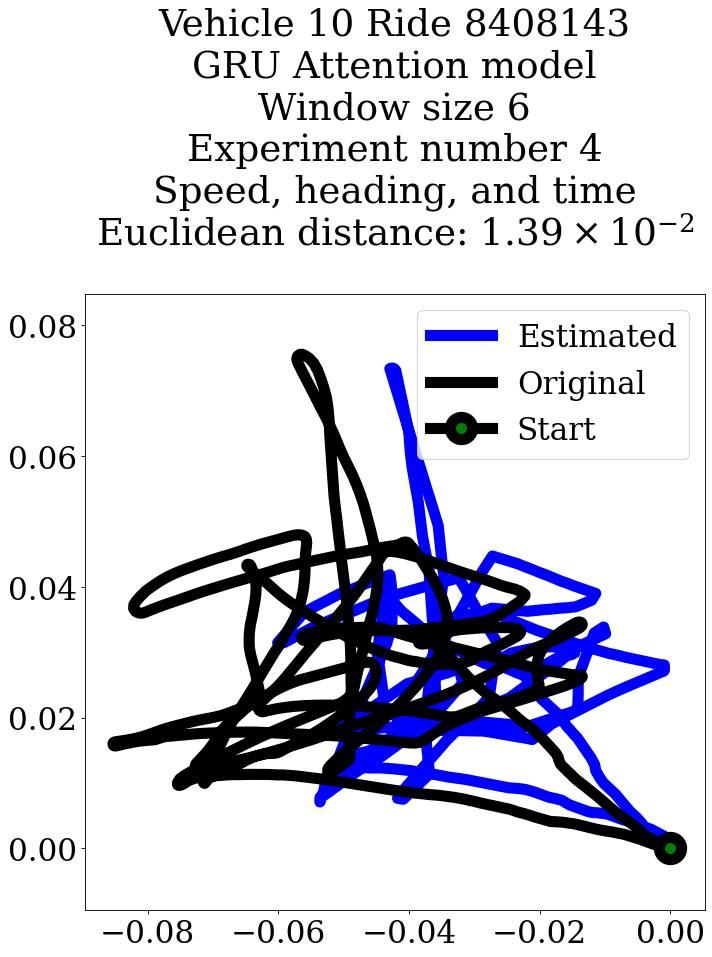 Vehicle 10 Ride 8408143
GRU Attention model
Window size 6
Experiment number 4
Speed, heading, and time
Euclidean distance: 1.39 × 10⁻²
Estimated
Original
Start
0.08
0.06
0.04
0.02
0.00
−0.08 −0.06 −0.04 −0.02 0.00